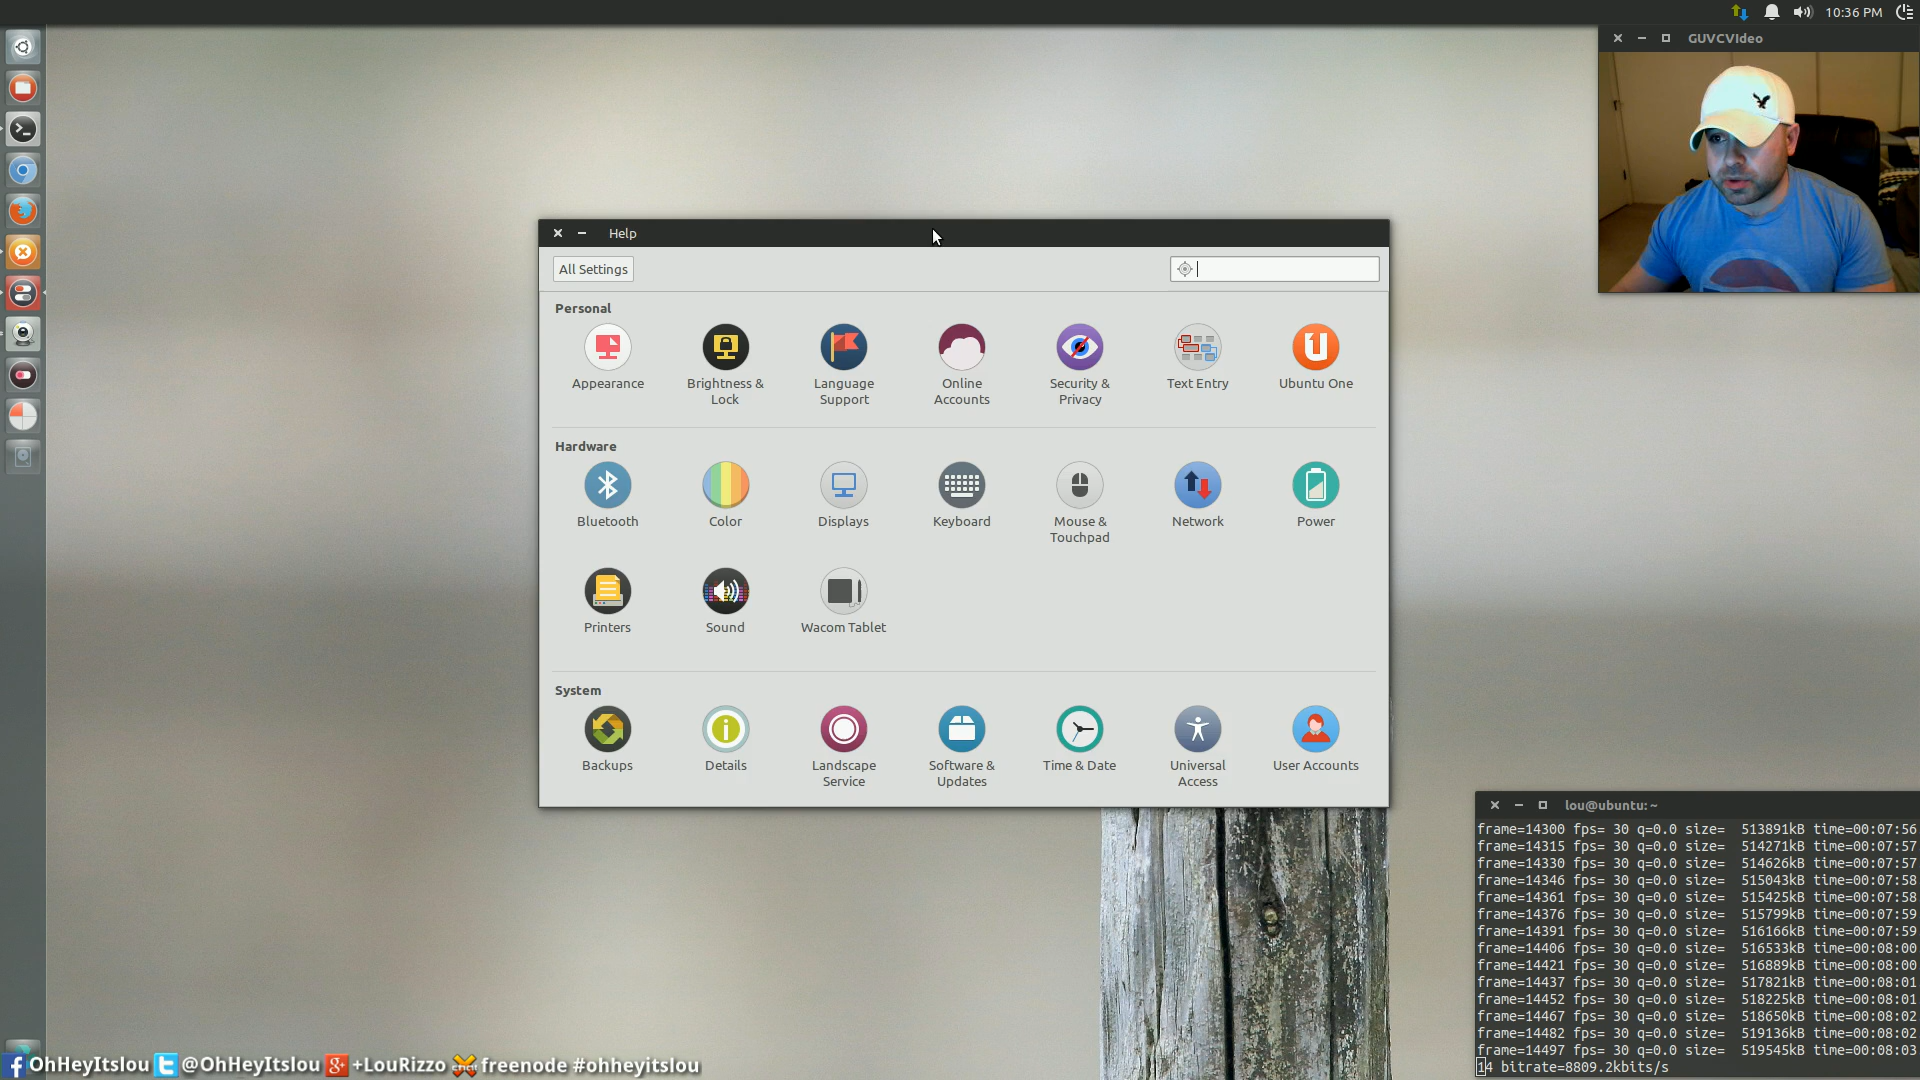 10:36 PM
GUVCVIdeo
Help
All Settings
Personal
Appearance
Brightness &
Lock
Language
Support
Online
Accounts
Security &
Privacy
Text Entry
Ubuntu One
Hardware
Bluetooth
Color
Displays
Keyboard
Mouse &
Touchpad
Network
Power
Printers
Sound
Wacom Tablet
System
Backups
Details
Landscape
Service
Software &
Updates
Time & Date
Universal
Access
User Accounts
lou@ubuntu: ~
frame=14300 fps= 30 q=0.0 size=  513891kB time=00:07:56
frame=14315 fps= 30 q=0.0 size=  514271kB time=00:07:57
frame=14330 fps= 30 q=0.0 size=  514626kB time=00:07:57
frame=14346 fps= 30 q=0.0 size=  515043kB time=00:07:58
frame=14361 fps= 30 q=0.0 size=  515425kB time=00:07:58
frame=14376 fps= 30 q=0.0 size=  515799kB time=00:07:59
frame=14391 fps= 30 q=0.0 size=  516166kB time=00:07:59
frame=14406 fps= 30 q=0.0 size=  516533kB time=00:08:00
frame=14421 fps= 30 q=0.0 size=  516889kB time=00:08:00
frame=14437 fps= 30 q=0.0 size=  517821kB time=00:08:01
frame=14452 fps= 30 q=0.0 size=  518225kB time=00:08:01
frame=14467 fps= 30 q=0.0 size=  518650kB time=00:08:02
frame=14482 fps= 30 q=0.0 size=  519136kB time=00:08:02
frame=14497 fps= 30 q=0.0 size=  519545kB time=00:08:03
14 bitrate=8809.2kbits/s
OhHeyItslou @OhHeyItslou +LouRizzo freenode #ohheyitslou